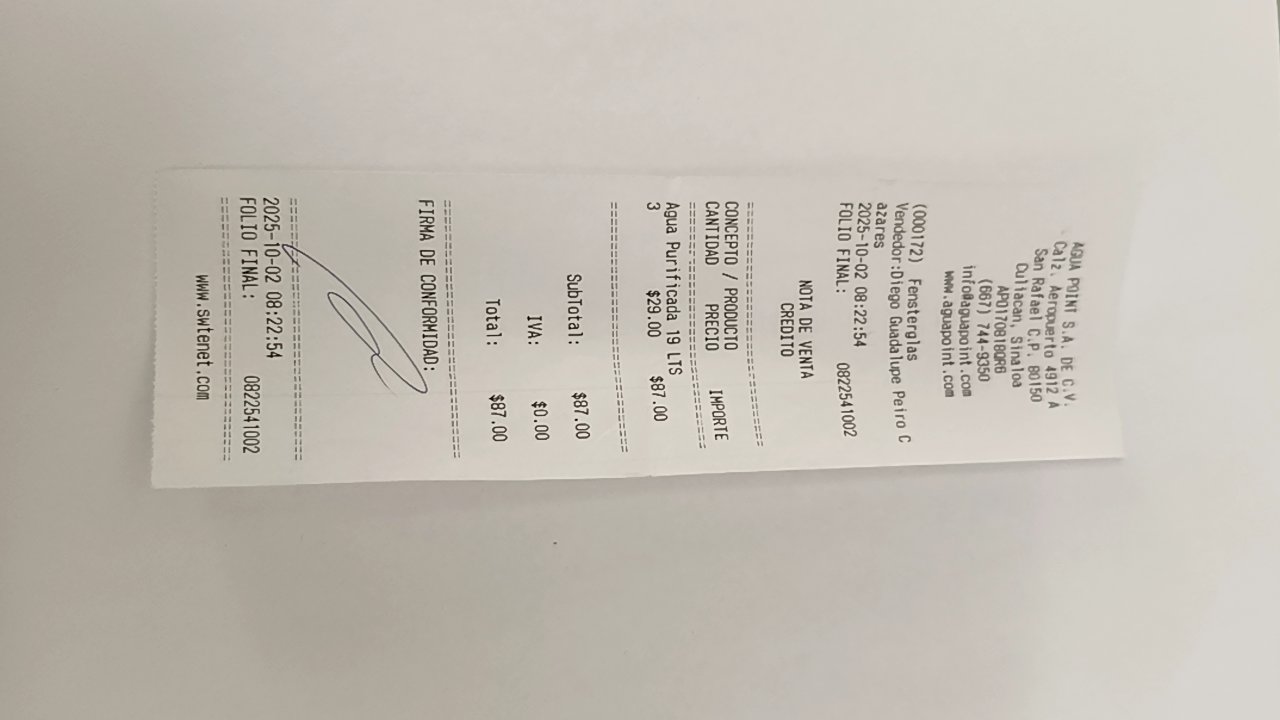 AGUA POINT S.A. DE C.V.
Calz. Aeropuerto 4912 A
San Rafael C.P. 80150
Culiacan, Sinaloa
APO170818QR6
(667) 744-9350
info@aguapoint.com
www.aguapoint.com
(000172) Fensterglas
Vendedor:Diego Guadalupe Peiro C
azares
2025-10-02 08:22:54
FOLIO FINAL: 0822541002
NOTA DE VENTA
CREDITO
CONCEPTO / PRODUCTO
CANTIDAD PRECIO IMPORTE
Agua Purificada 19 LTS
3 $29.00 $87.00
SubTotal: $87.00
IVA: $0.00
Total: $87.00
FIRMA DE CONFORMIDAD:
2025-10-02 08:22:54
FOLIO FINAL: 0822541002
www.swtenet.com